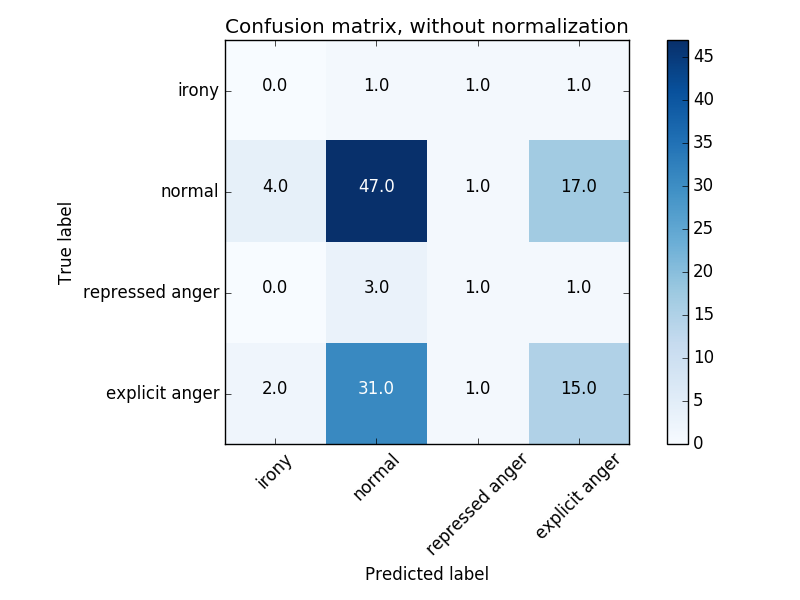 Confusion matrix, without normalization
True label
irony 0.0 1.0 1.0 1.0
normal 4.0 47.0 1.0 17.0
repressed anger 0.0 3.0 1.0 1.0
explicit anger 2.0 31.0 1.0 15.0
irony normal repressed anger explicit anger
Predicted label
45
40
35
30
25
20
15
10
5
0